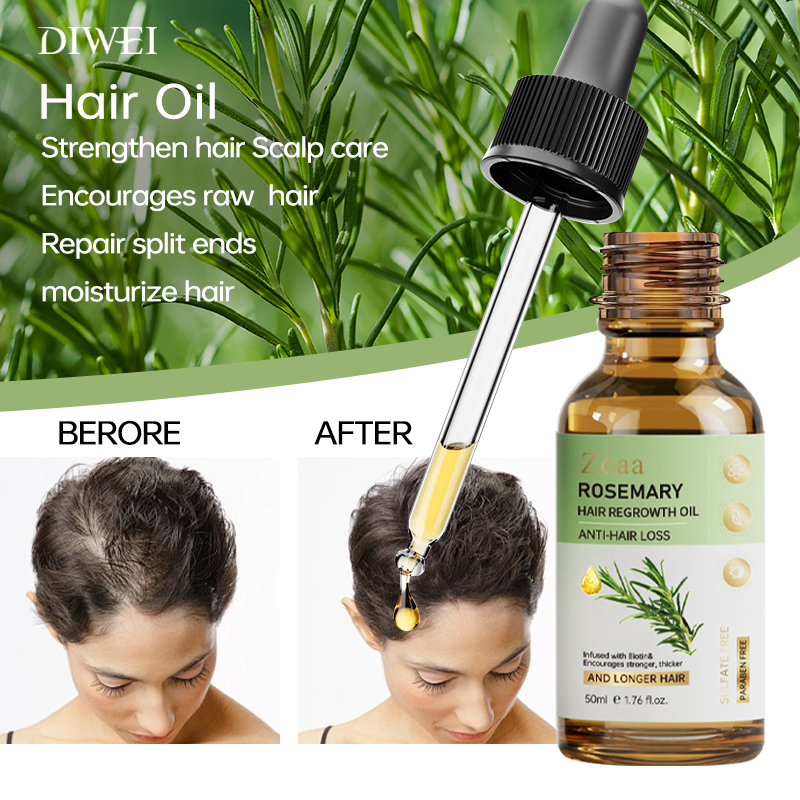 DIWEI
Hair Oil
Strengthen hair Scalp care
Encourages raw hair
Repair split ends
moisturize hair
BERORE
AFTER
Zoaa
ROSEMARY
HAIR REGROWTH OIL
ANTI-HAIR LOSS
Infused with Biotin&
Encourages stronger, thicker
AND LONGER HAIR
50ml e 1.76 fl.oz.
SULFATE FREE
PARABEN FREE